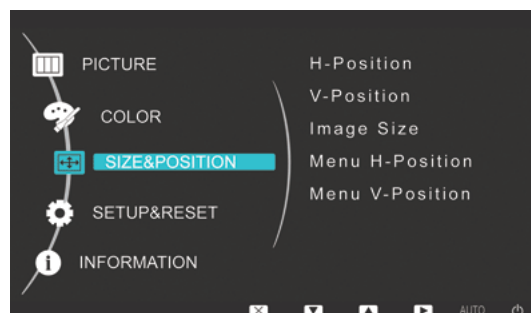 PICTURE
COLOR
SIZE&POSITION
SETUP&RESET
INFORMATION
H-Position
V-Position
Image Size
Menu H-Position
Menu V-Position
AUTO